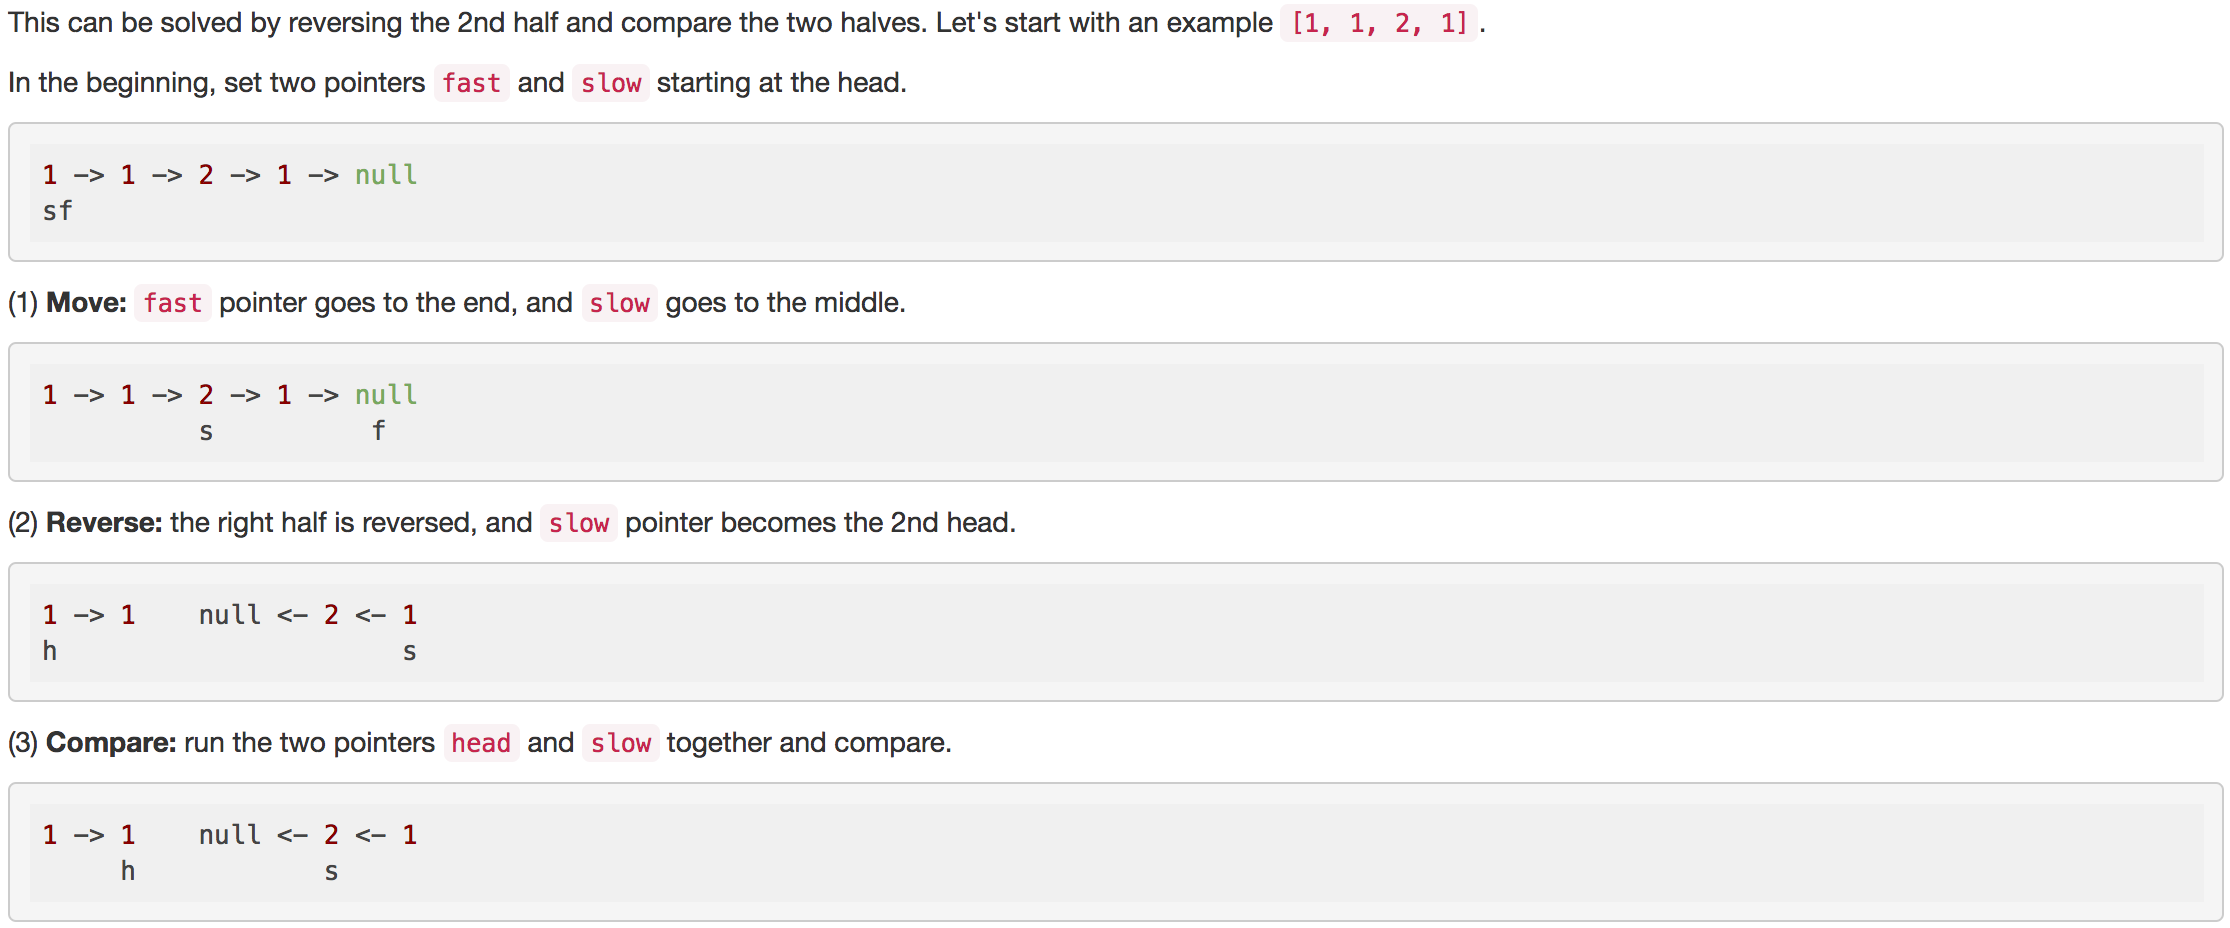 This can be solved by reversing the 2nd half and compare the two halves. Let's start with an example [1, 1, 2, 1].
In the beginning, set two pointers fast and slow starting at the head.
1 -> 1 -> 2 -> 1 -> null
sf
(1) Move: fast pointer goes to the end, and slow goes to the middle.
1 -> 1 -> 2 -> 1 -> null
          s          f
(2) Reverse: the right half is reversed, and slow pointer becomes the 2nd head.
1 -> 1    null <- 2 <- 1
h                      s
(3) Compare: run the two pointers head and slow together and compare.
1 -> 1    null <- 2 <- 1
     h            s